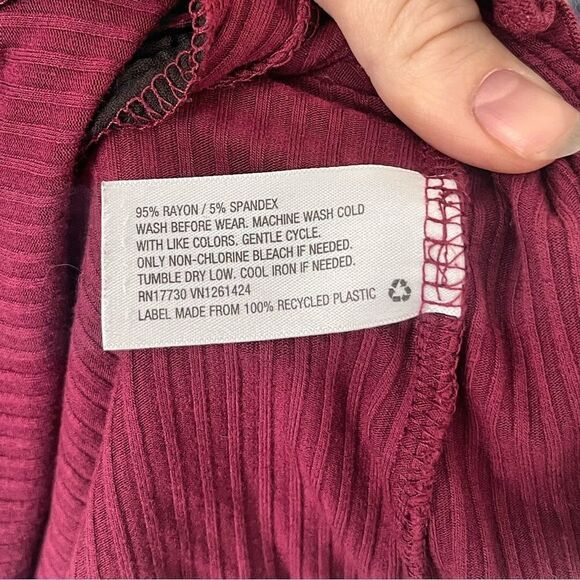 95% RAYON / 5% SPANDEX
WASH BEFORE WEAR. MACHINE WASH COLD
WITH LIKE COLORS. GENTLE CYCLE.
ONLY NON-CHLORINE BLEACH IF NEEDED.
TUMBLE DRY LOW. COOL IRON IF NEEDED.
RN17730 VN1261424
LABEL MADE FROM 100% RECYCLED PLASTIC